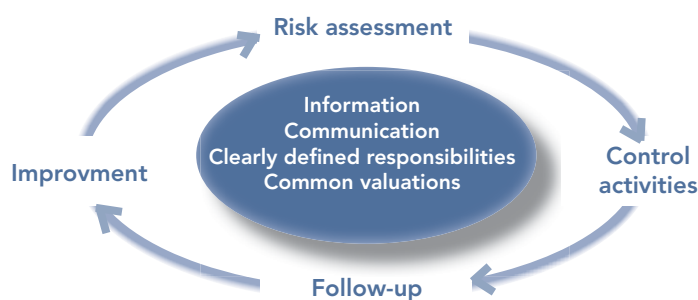 Risk assessment
Information
Communication
Clearly defined responsibilities
Common valuations
Improvment
Control
activities
Follow-up